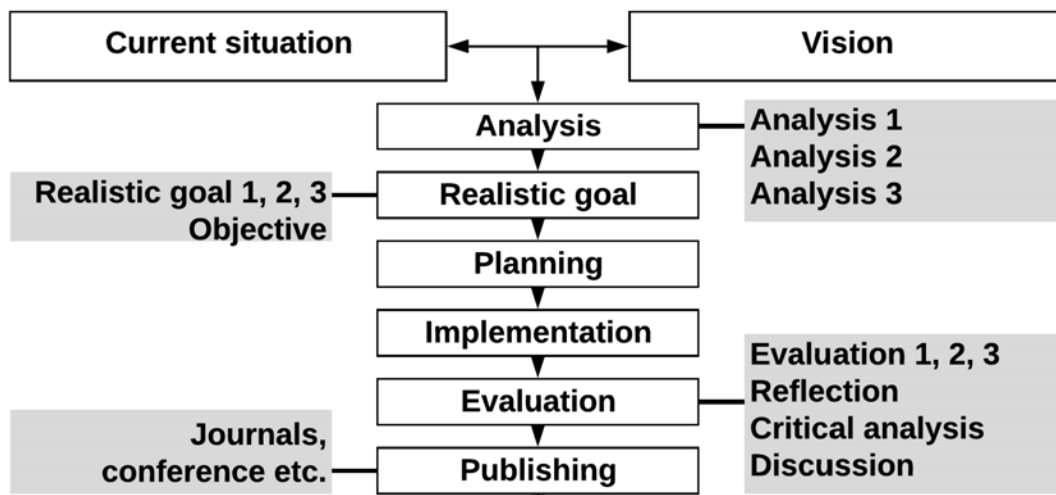 Current situation
Vision
Analysis
Analysis 1
Analysis 2
Analysis 3
Realistic goal 1, 2, 3
Objective
Realistic goal
Planning
Implementation
Evaluation
Evaluation 1, 2, 3
Reflection
Critical analysis
Discussion
Journals,
conference etc.
Publishing